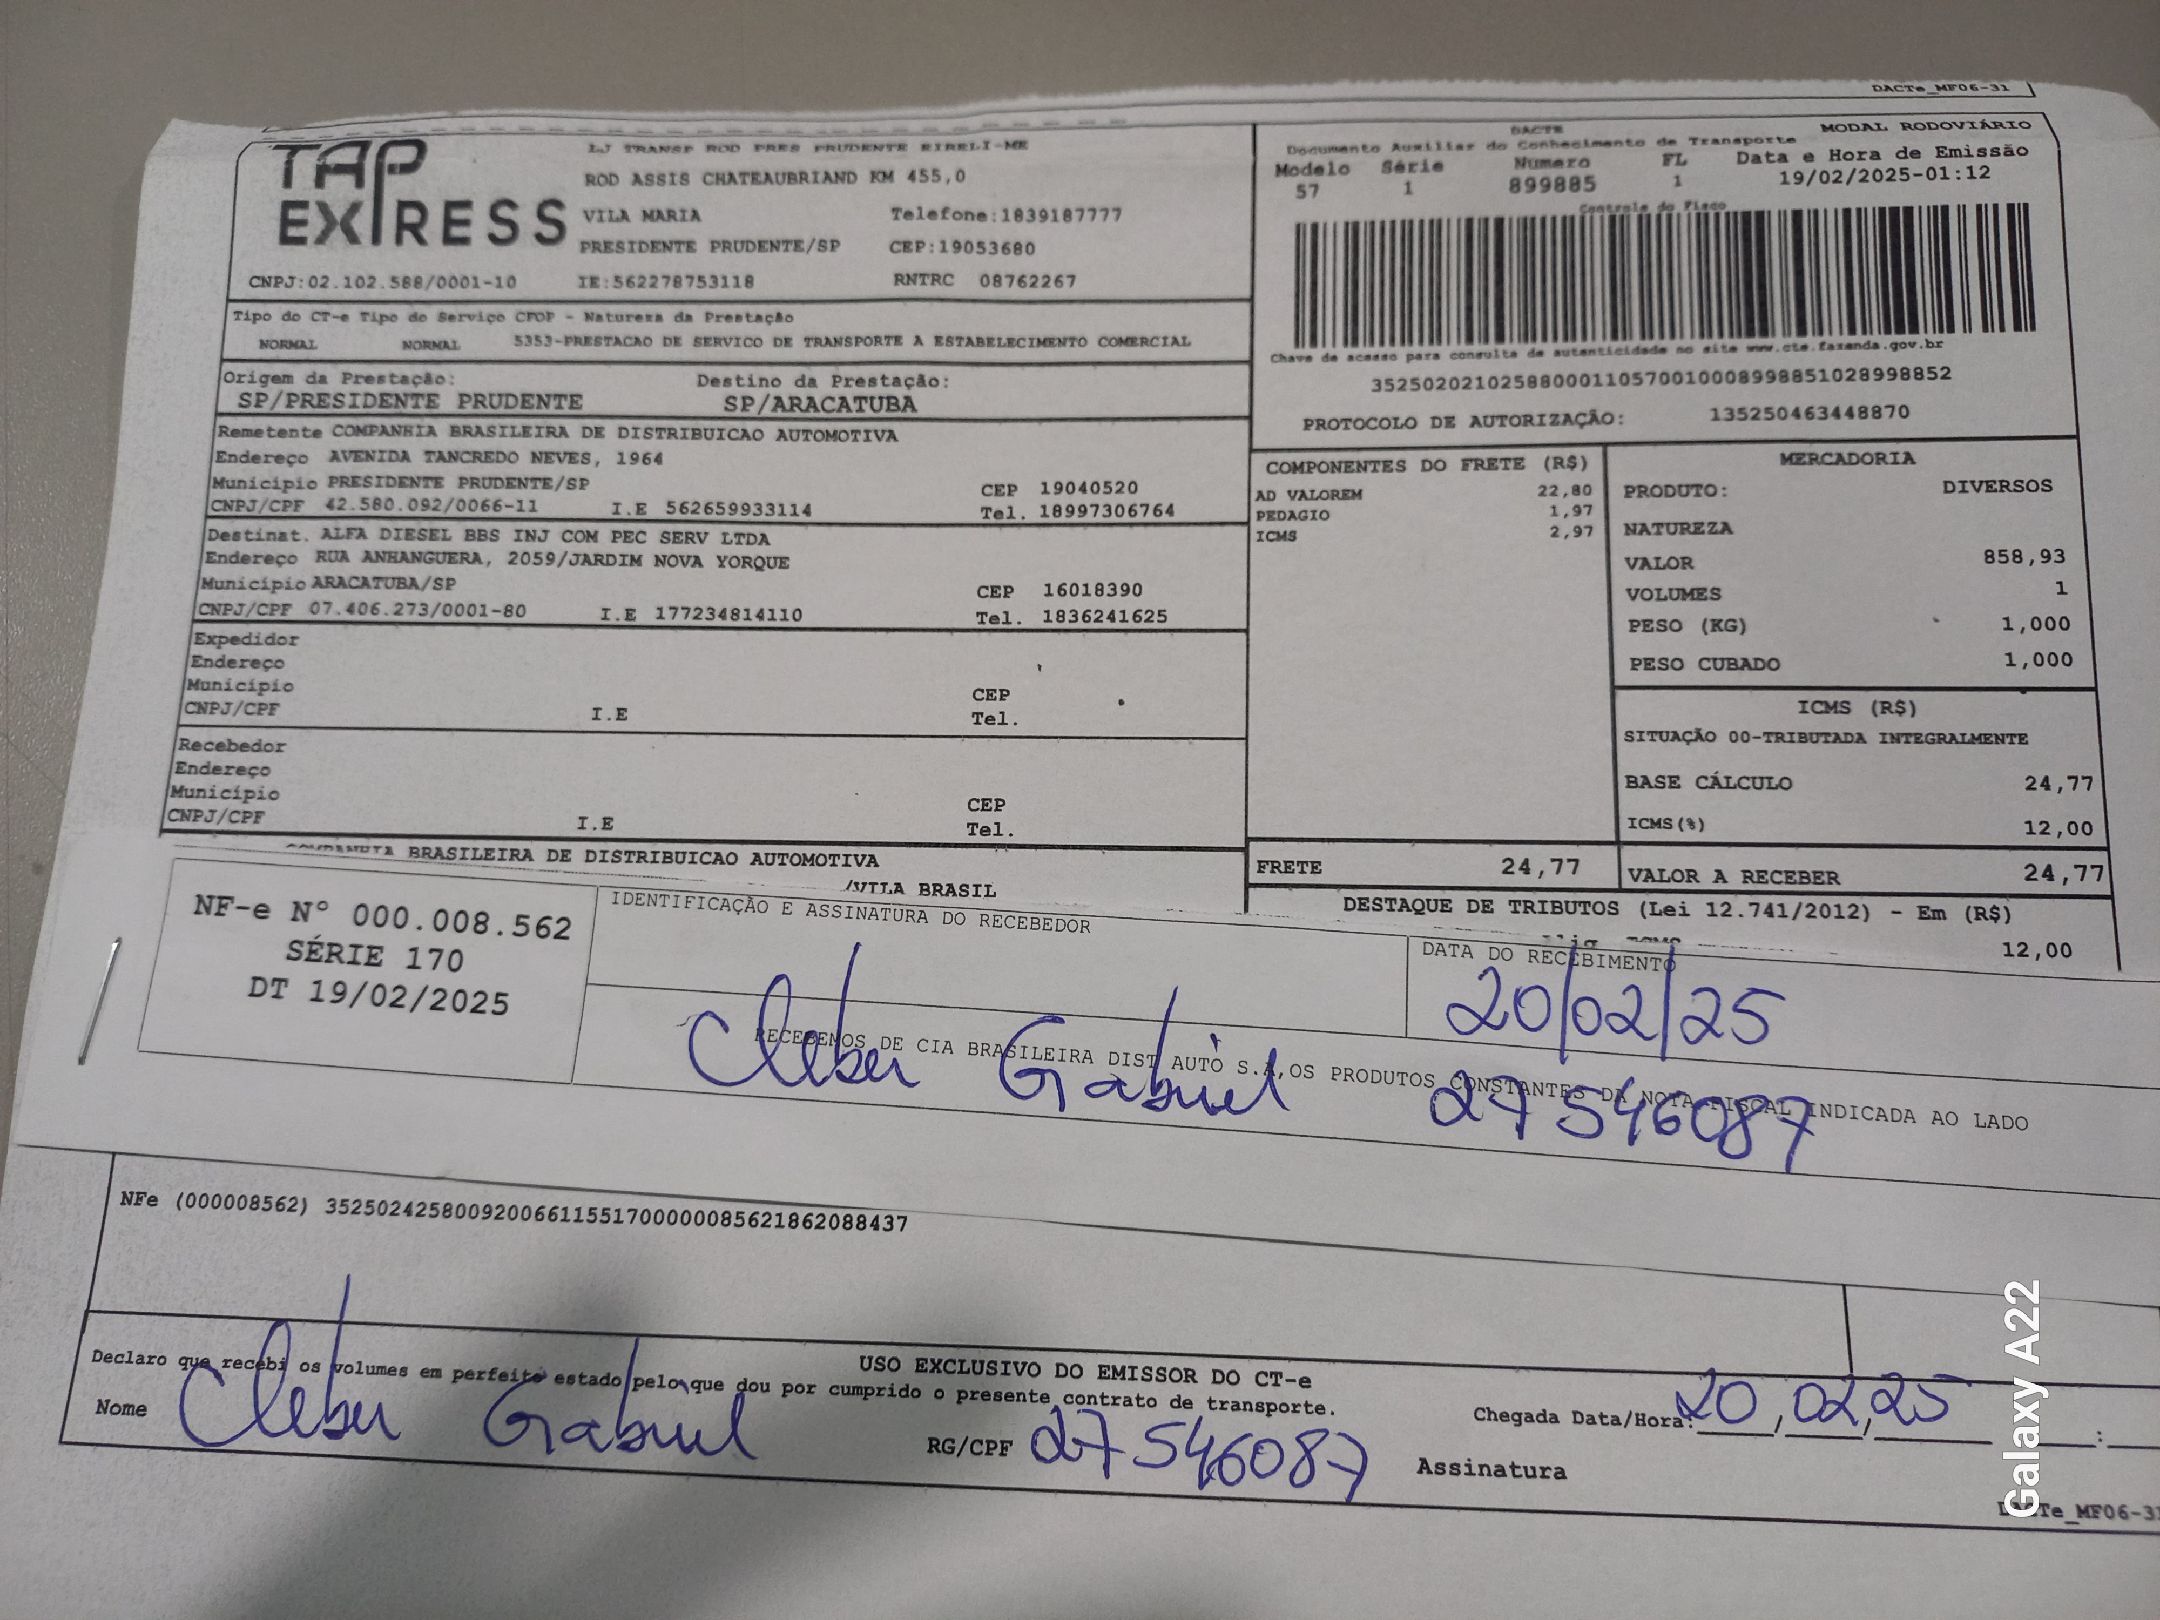 DACTe_MF06-31
TAP EXPRESS
LJ TRANSP ROD PRES PRUDENTE EIRELI-ME
ROD ASSIS CHATEAUBRIAND KM 455,0
VILA MARIA Telefone:1839187777
PRESIDENTE PRUDENTE/SP CEP:19053680
CNPJ:02.102.588/0001-10 IE:562278753118 RNTRC 08762267
DACTE MODAL RODOVIÁRIO
Documento Auxiliar do Conhecimento de Transporte
Modelo Série Número FL Data e Hora de Emissão
57 1 899885 1 19/02/2025-01:12
Controle do Fisco
Chave de acesso para consulta de autenticidade no site www.cte.fazenda.gov.br
35250202102588000110570010008998851028998852
PROTOCOLO DE AUTORIZAÇÃO: 135250463448870
Tipo do CT-e Tipo do Serviço CFOP - Natureza da Prestação
NORMAL NORMAL 5353-PRESTACAO DE SERVICO DE TRANSPORTE A ESTABELECIMENTO COMERCIAL
Origem da Prestação: Destino da Prestação:
SP/PRESIDENTE PRUDENTE SP/ARACATUBA
Remetente COMPANHIA BRASILEIRA DE DISTRIBUICAO AUTOMOTIVA
Endereço AVENIDA TANCREDO NEVES, 1964
Município PRESIDENTE PRUDENTE/SP CEP 19040520
CNPJ/CPF 42.580.092/0066-11 I.E 562659933114 Tel. 18997306764
Destinat. ALFA DIESEL BBS INJ COM PEC SERV LTDA
Endereço RUA ANHANGUERA, 2059/JARDIM NOVA YORQUE
Município ARACATUBA/SP CEP 16018390
CNPJ/CPF 07.406.273/0001-80 I.E 177234814110 Tel. 1836241625
Expedidor
Endereço
Município CEP
CNPJ/CPF I.E Tel.
Recebedor
Endereço
Município CEP
CNPJ/CPF I.E Tel.
COMPANHIA BRASILEIRA DE DISTRIBUICAO AUTOMOTIVA
/VILA BRASIL
COMPONENTES DO FRETE (R$)
AD VALOREM 22,80
PEDAGIO 1,97
ICMS 2,97
FRETE 24,77
MERCADORIA
PRODUTO: DIVERSOS
NATUREZA
VALOR 858,93
VOLUMES 1
PESO (KG) 1,000
PESO CUBADO 1,000
ICMS (R$)
SITUAÇÃO 00-TRIBUTADA INTEGRALMENTE
BASE CÁLCULO 24,77
ICMS(%) 12,00
VALOR A RECEBER 24,77
DESTAQUE DE TRIBUTOS (Lei 12.741/2012) - Em (R$)
12,00
NF-e Nº 000.008.562
SÉRIE 170
DT 19/02/2025
IDENTIFICAÇÃO E ASSINATURA DO RECEBEDOR
DATA DO RECEBIMENTO
20/02/25
RECEBEMOS DE CIA BRASILEIRA DIST AUTO S.A,OS PRODUTOS CONSTANTES DA NOTA FISCAL INDICADA AO LADO
Cleber Gabriel 27546087
NFe (000008562) 35250242580092006611551700000085621862088437
USO EXCLUSIVO DO EMISSOR DO CT-e
Declaro que recebi os volumes em perfeito estado pelo que dou por cumprido o presente contrato de transporte.
Nome Cleber Gabriel RG/CPF 27546087
Chegada Data/Hora: 20,02,25 :
Assinatura
DACTe_MF06-31
Galaxy A22